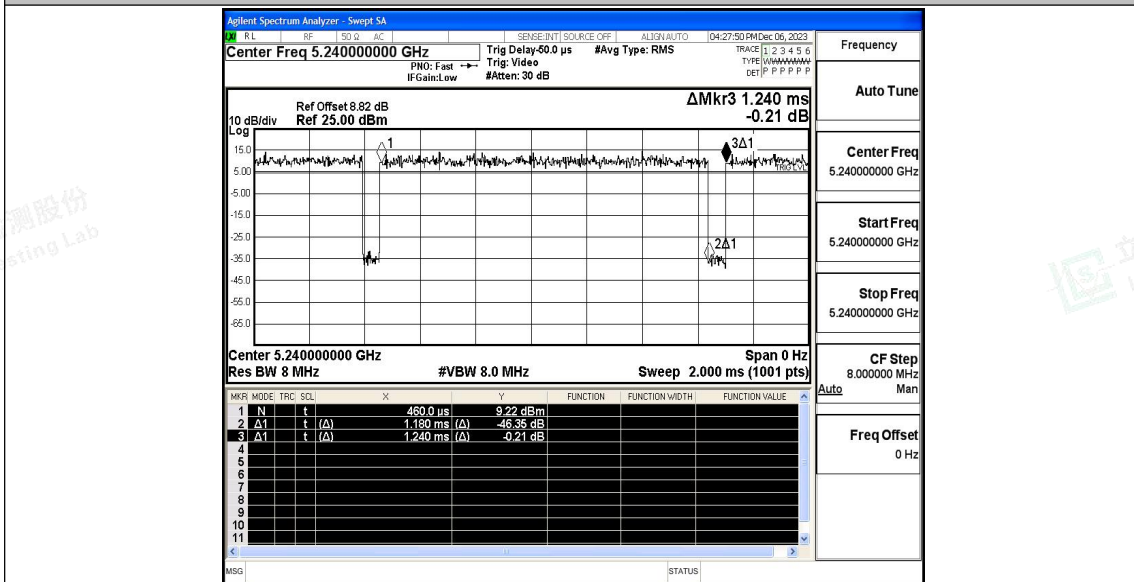 Agilent Spectrum Analyzer - Swept SA
LXI RL RF 50 Ω AC SENSE:INT SOURCE OFF ALIGN AUTO 04:27:50 PM Dec 06, 2023
Center Freq 5.240000000 GHz
Trig Delay-50.0 µs #Avg Type: RMS
TRACE 1 2 3 4 5 6
PNO: Fast Trig: Video
TYPE WWWWWW
IFGain:Low #Atten: 30 dB
DET P P P P P P
Ref Offset 8.82 dB
ΔMkr3 1.240 ms
10 dB/div Ref 25.00 dBm
-0.21 dB
Log
15.0
1
3Δ1
5.00
TRIG LVL
-5.00
-15.0
-25.0
2Δ1
-35.0
-45.0
-55.0
-65.0
Center 5.240000000 GHz Span 0 Hz
Res BW 8 MHz #VBW 8.0 MHz Sweep 2.000 ms (1001 pts)
MKR MODE TRC SCL X Y FUNCTION FUNCTION WIDTH FUNCTION VALUE
1 N t 460.0 µs 9.22 dBm
2 Δ1 t (Δ) 1.180 ms (Δ) -46.35 dB
3 Δ1 t (Δ) 1.240 ms (Δ) -0.21 dB
4
5
6
7
8
9
10
11
MSG STATUS
Frequency
Auto Tune
Center Freq
5.240000000 GHz
Start Freq
5.240000000 GHz
Stop Freq
5.240000000 GHz
CF Step
8.000000 MHz
Auto Man
Freq Offset
0 Hz
测股份
sting Lab
立